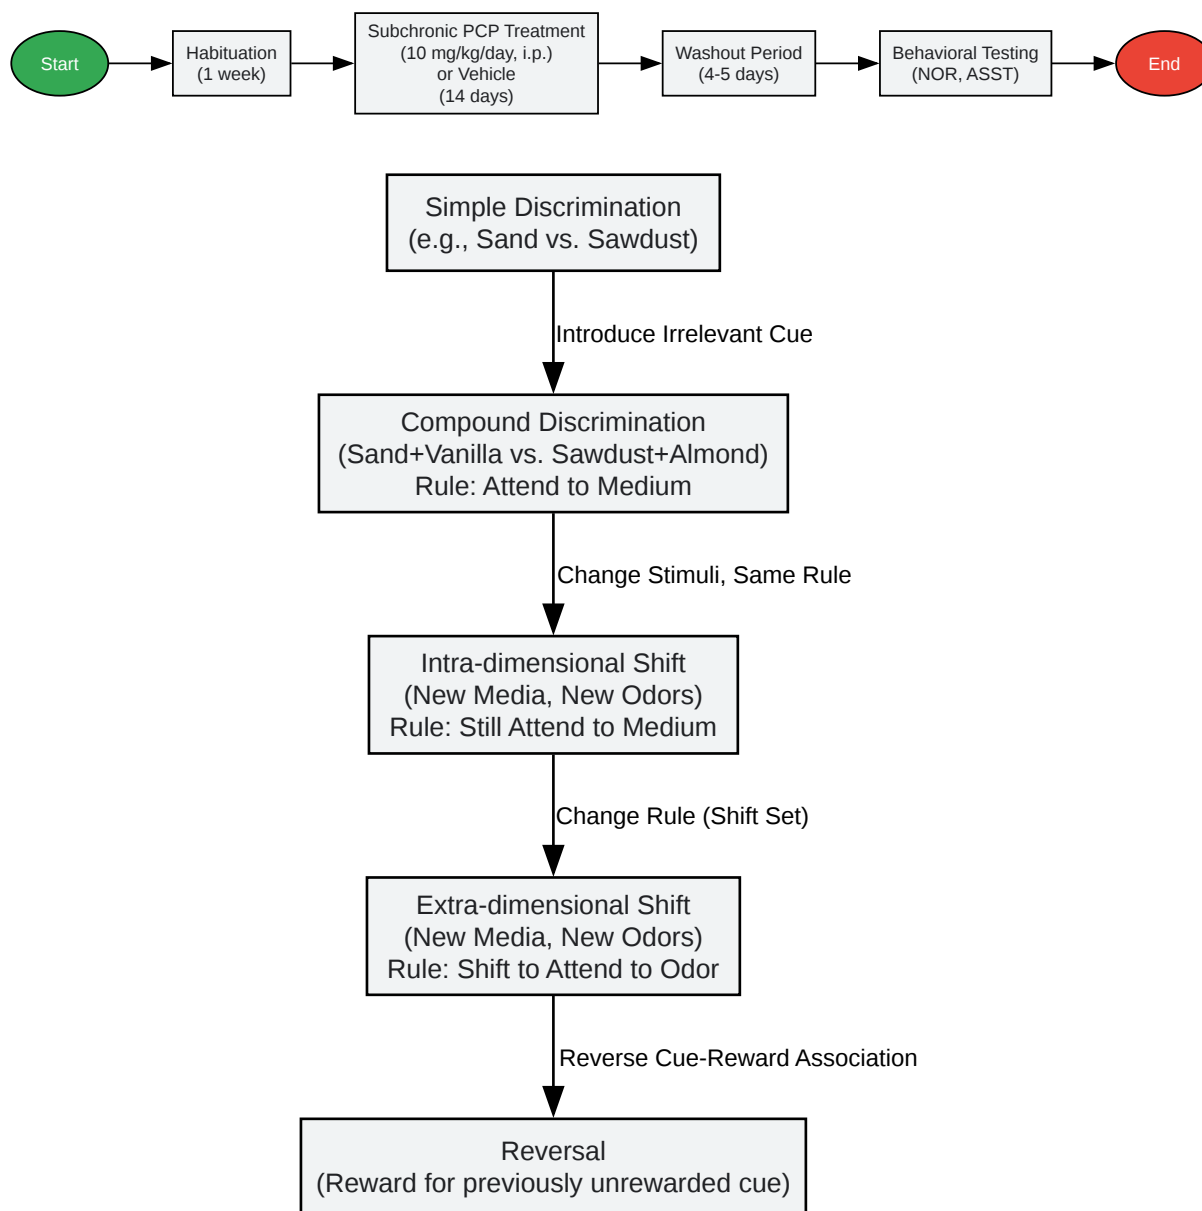 Start
Habituation
(1 week)
Subchronic PCP Treatment
(10 mg/kg/day, i.p.)
or Vehicle
(14 days)
Washout Period
(4-5 days)
Behavioral Testing
(NOR, ASST)
End
Simple Discrimination
(e.g., Sand vs. Sawdust)
Introduce Irrelevant Cue
Compound Discrimination
(Sand+Vanilla vs. Sawdust+Almond)
Rule: Attend to Medium
Change Stimuli, Same Rule
Intra-dimensional Shift
(New Media, New Odors)
Rule: Still Attend to Medium
Change Rule (Shift Set)
Extra-dimensional Shift
(New Media, New Odors)
Rule: Shift to Attend to Odor
Reverse Cue-Reward Association
Reversal
(Reward for previously unrewarded cue)